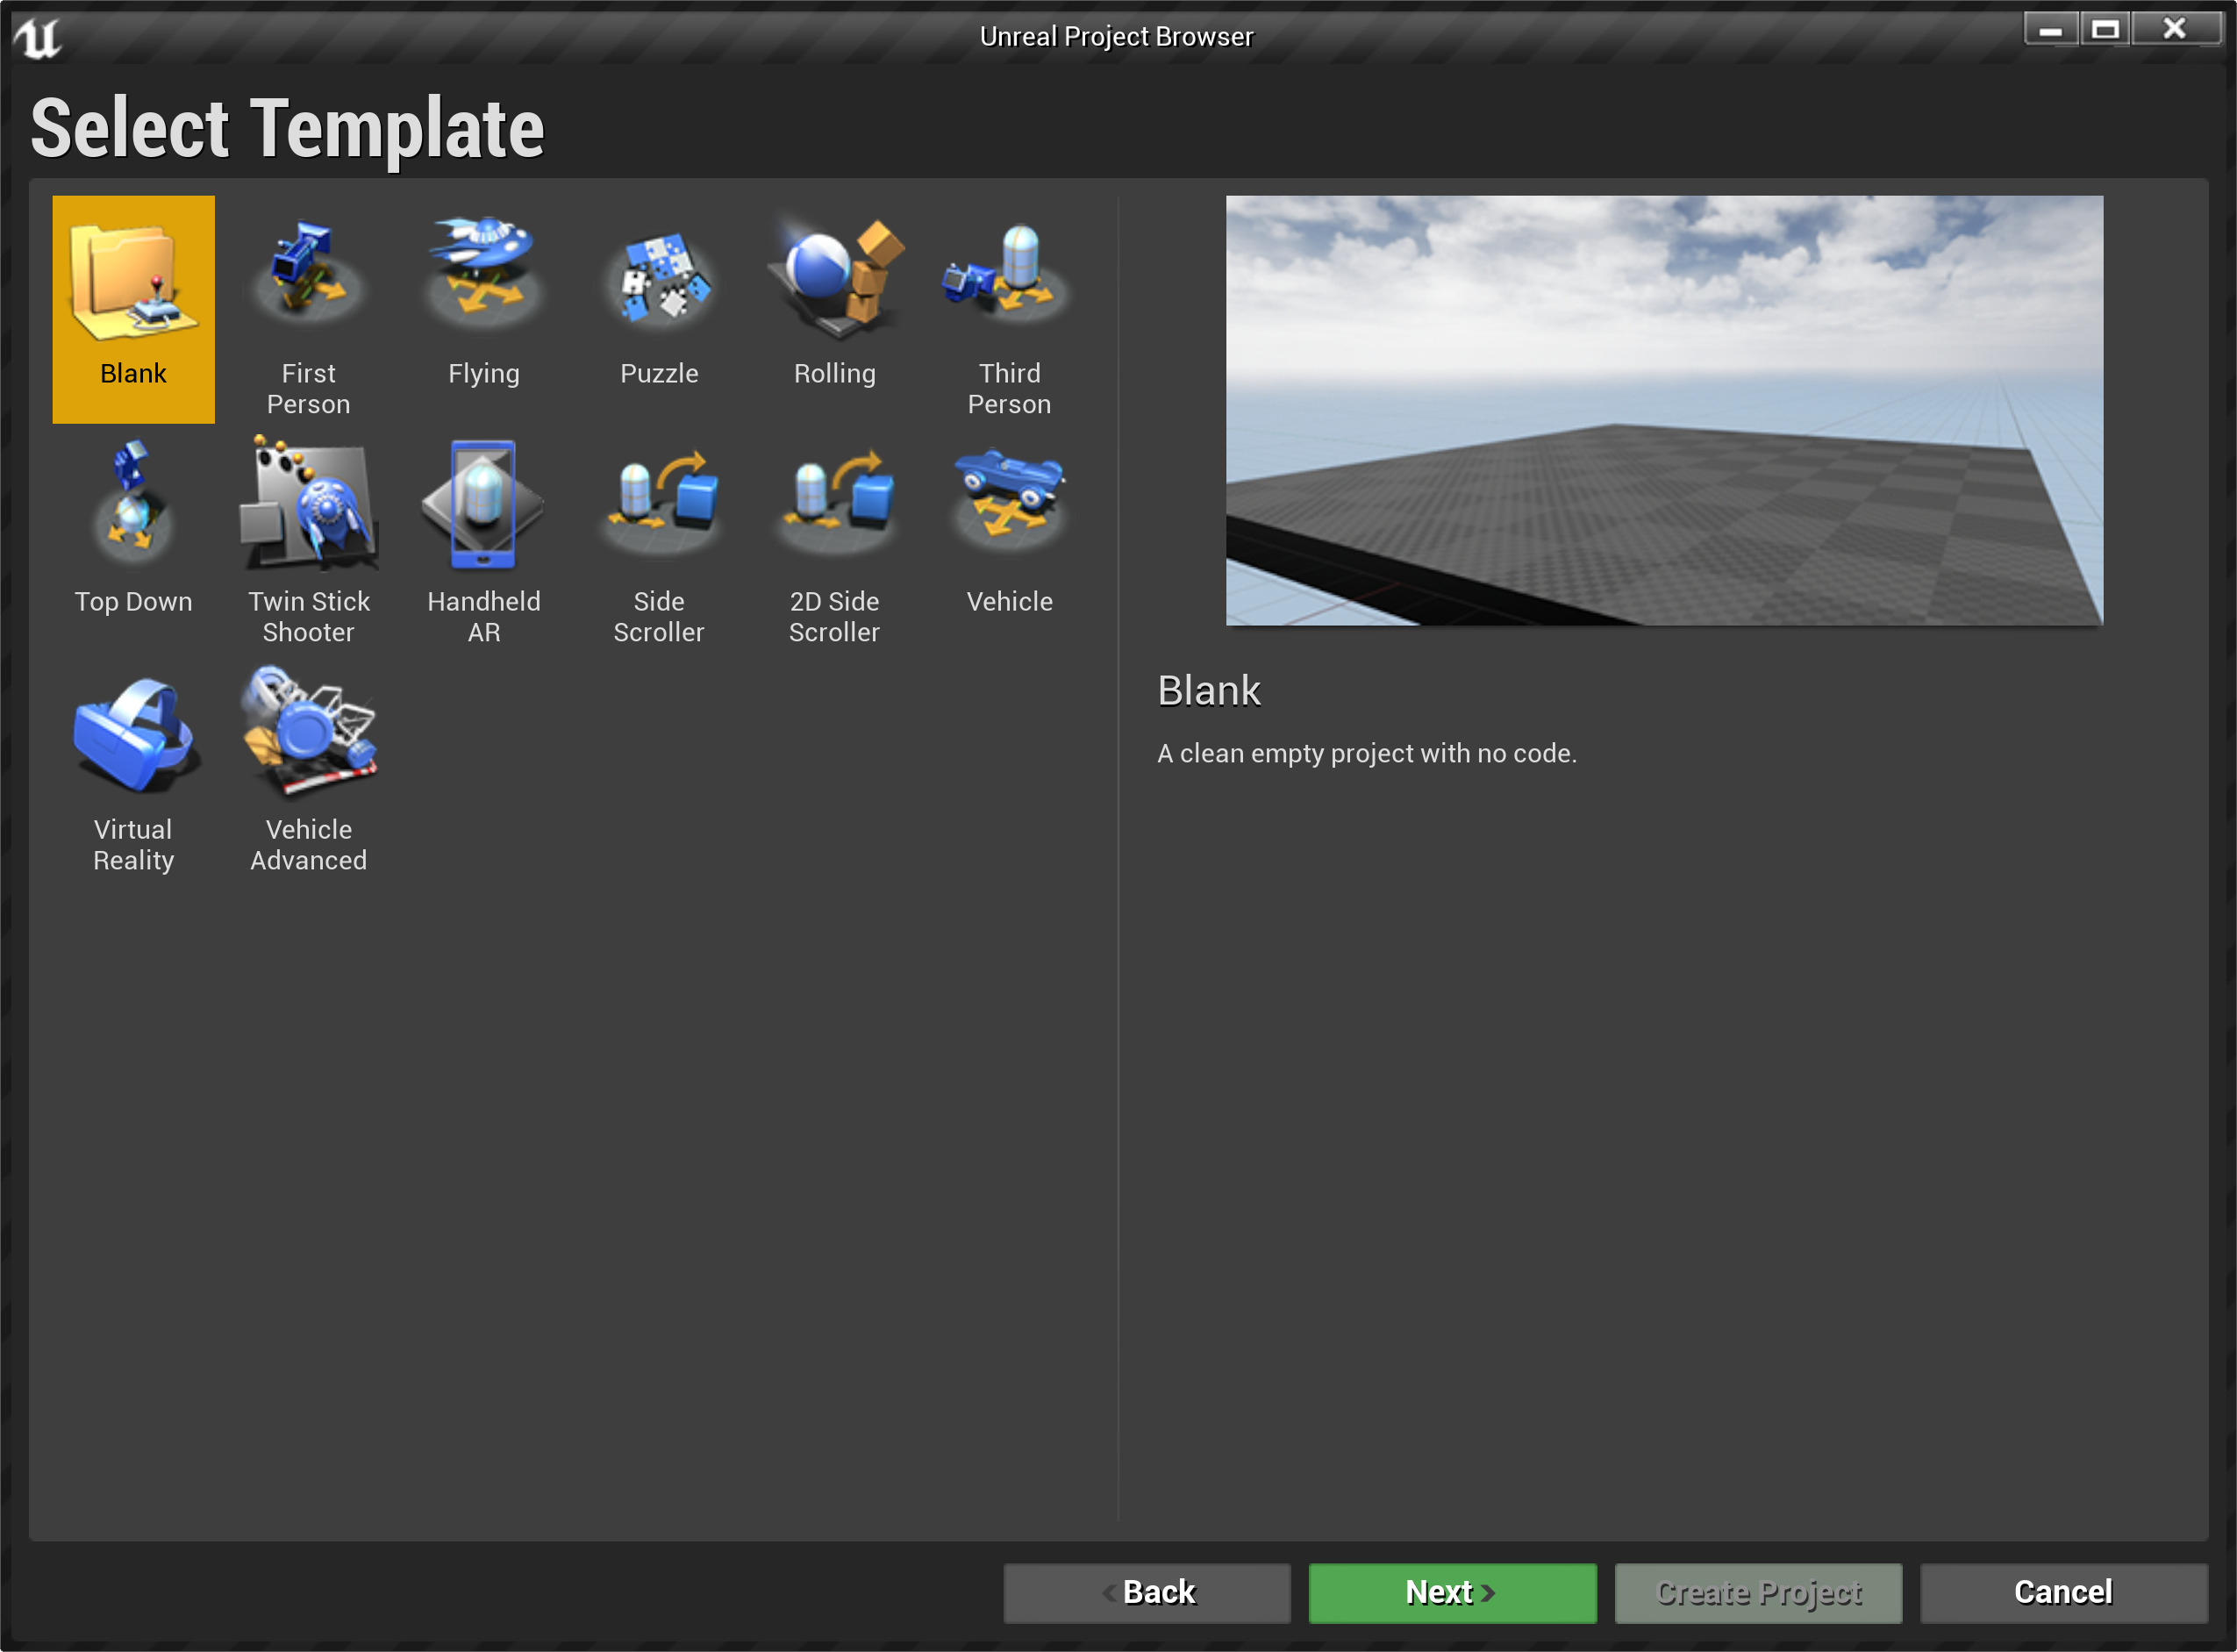 Unreal Project Browser
Select Template
Blank
First
Person
Flying
Puzzle
Rolling
Third
Person
Top Down
Twin Stick
Shooter
Handheld
AR
Side
Scroller
2D Side
Scroller
Vehicle
Virtual
Reality
Vehicle
Advanced
Blank
A clean empty project with no code.
Back
Next
Create Project
Cancel